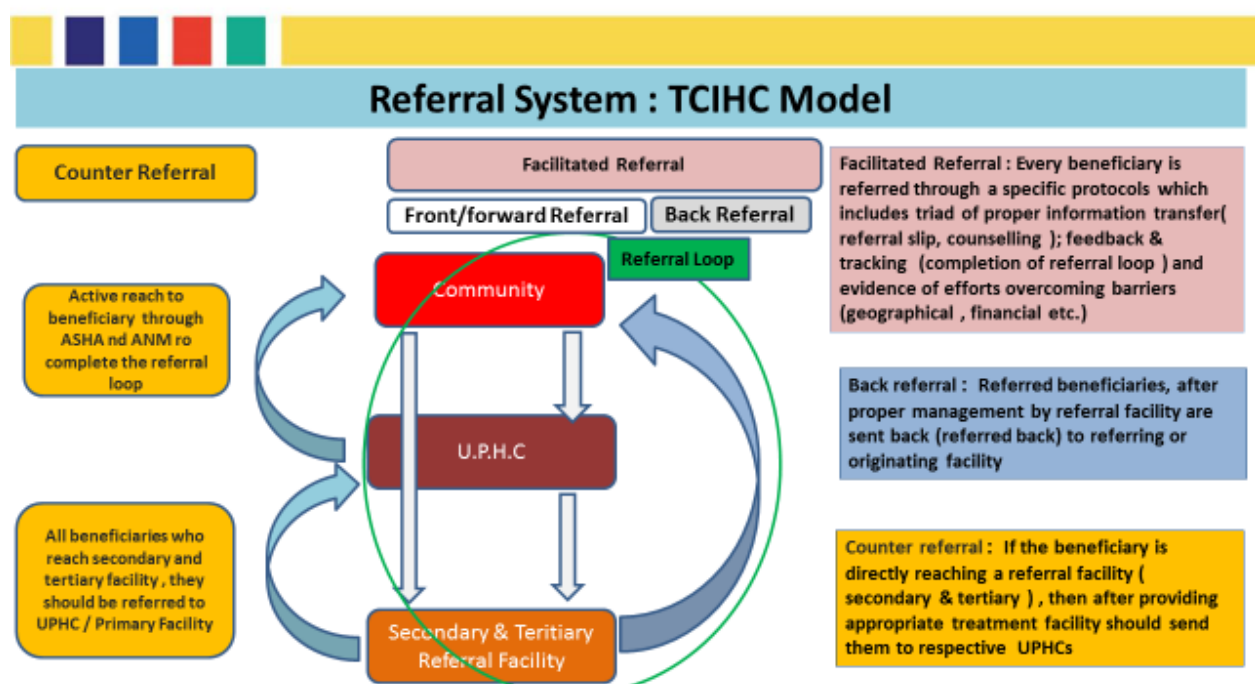 Referral System : TCIHC Model
Counter Referral
Facilitated Referral
Front/forward Referral
Back Referral
Referral Loop
Community
Active reach to
beneficiary through
ASHA nd ANM ro
complete the referral
loop
U.P.H.C
All beneficiaries who
reach secondary and
tertiary facility , they
should be referred to
UPHC / Primary Facility
Secondary & Teritiary
Referral Facility
Facilitated Referral : Every beneficiary is
referred through a specific protocols which
includes triad of proper information transfer(
referral slip, counselling ); feedback &
tracking (completion of referral loop ) and
evidence of efforts overcoming barriers
(geographical , financial etc.)
Back referral : Referred beneficiaries, after
proper management by referral facility are
sent back (referred back) to referring or
originating facility
Counter referral : If the beneficiary is
directly reaching a referral facility (
secondary & tertiary ) , then after providing
appropriate treatment facility should send
them to respective UPHCs